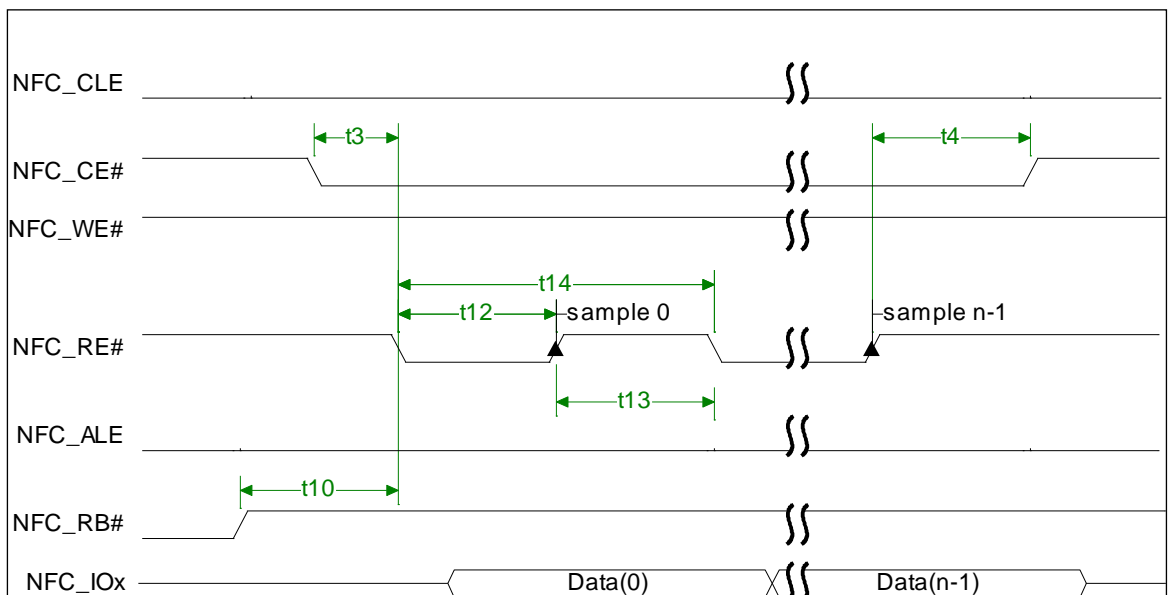 NFC_CLE
t3
t4
NFC_CE#
NFC_WE#
t14
t12
sample 0
sample n-1
NFC_RE#
t13
NFC_ALE
t10
NFC_RB#
NFC_IOx
Data(0)
Data(n-1)